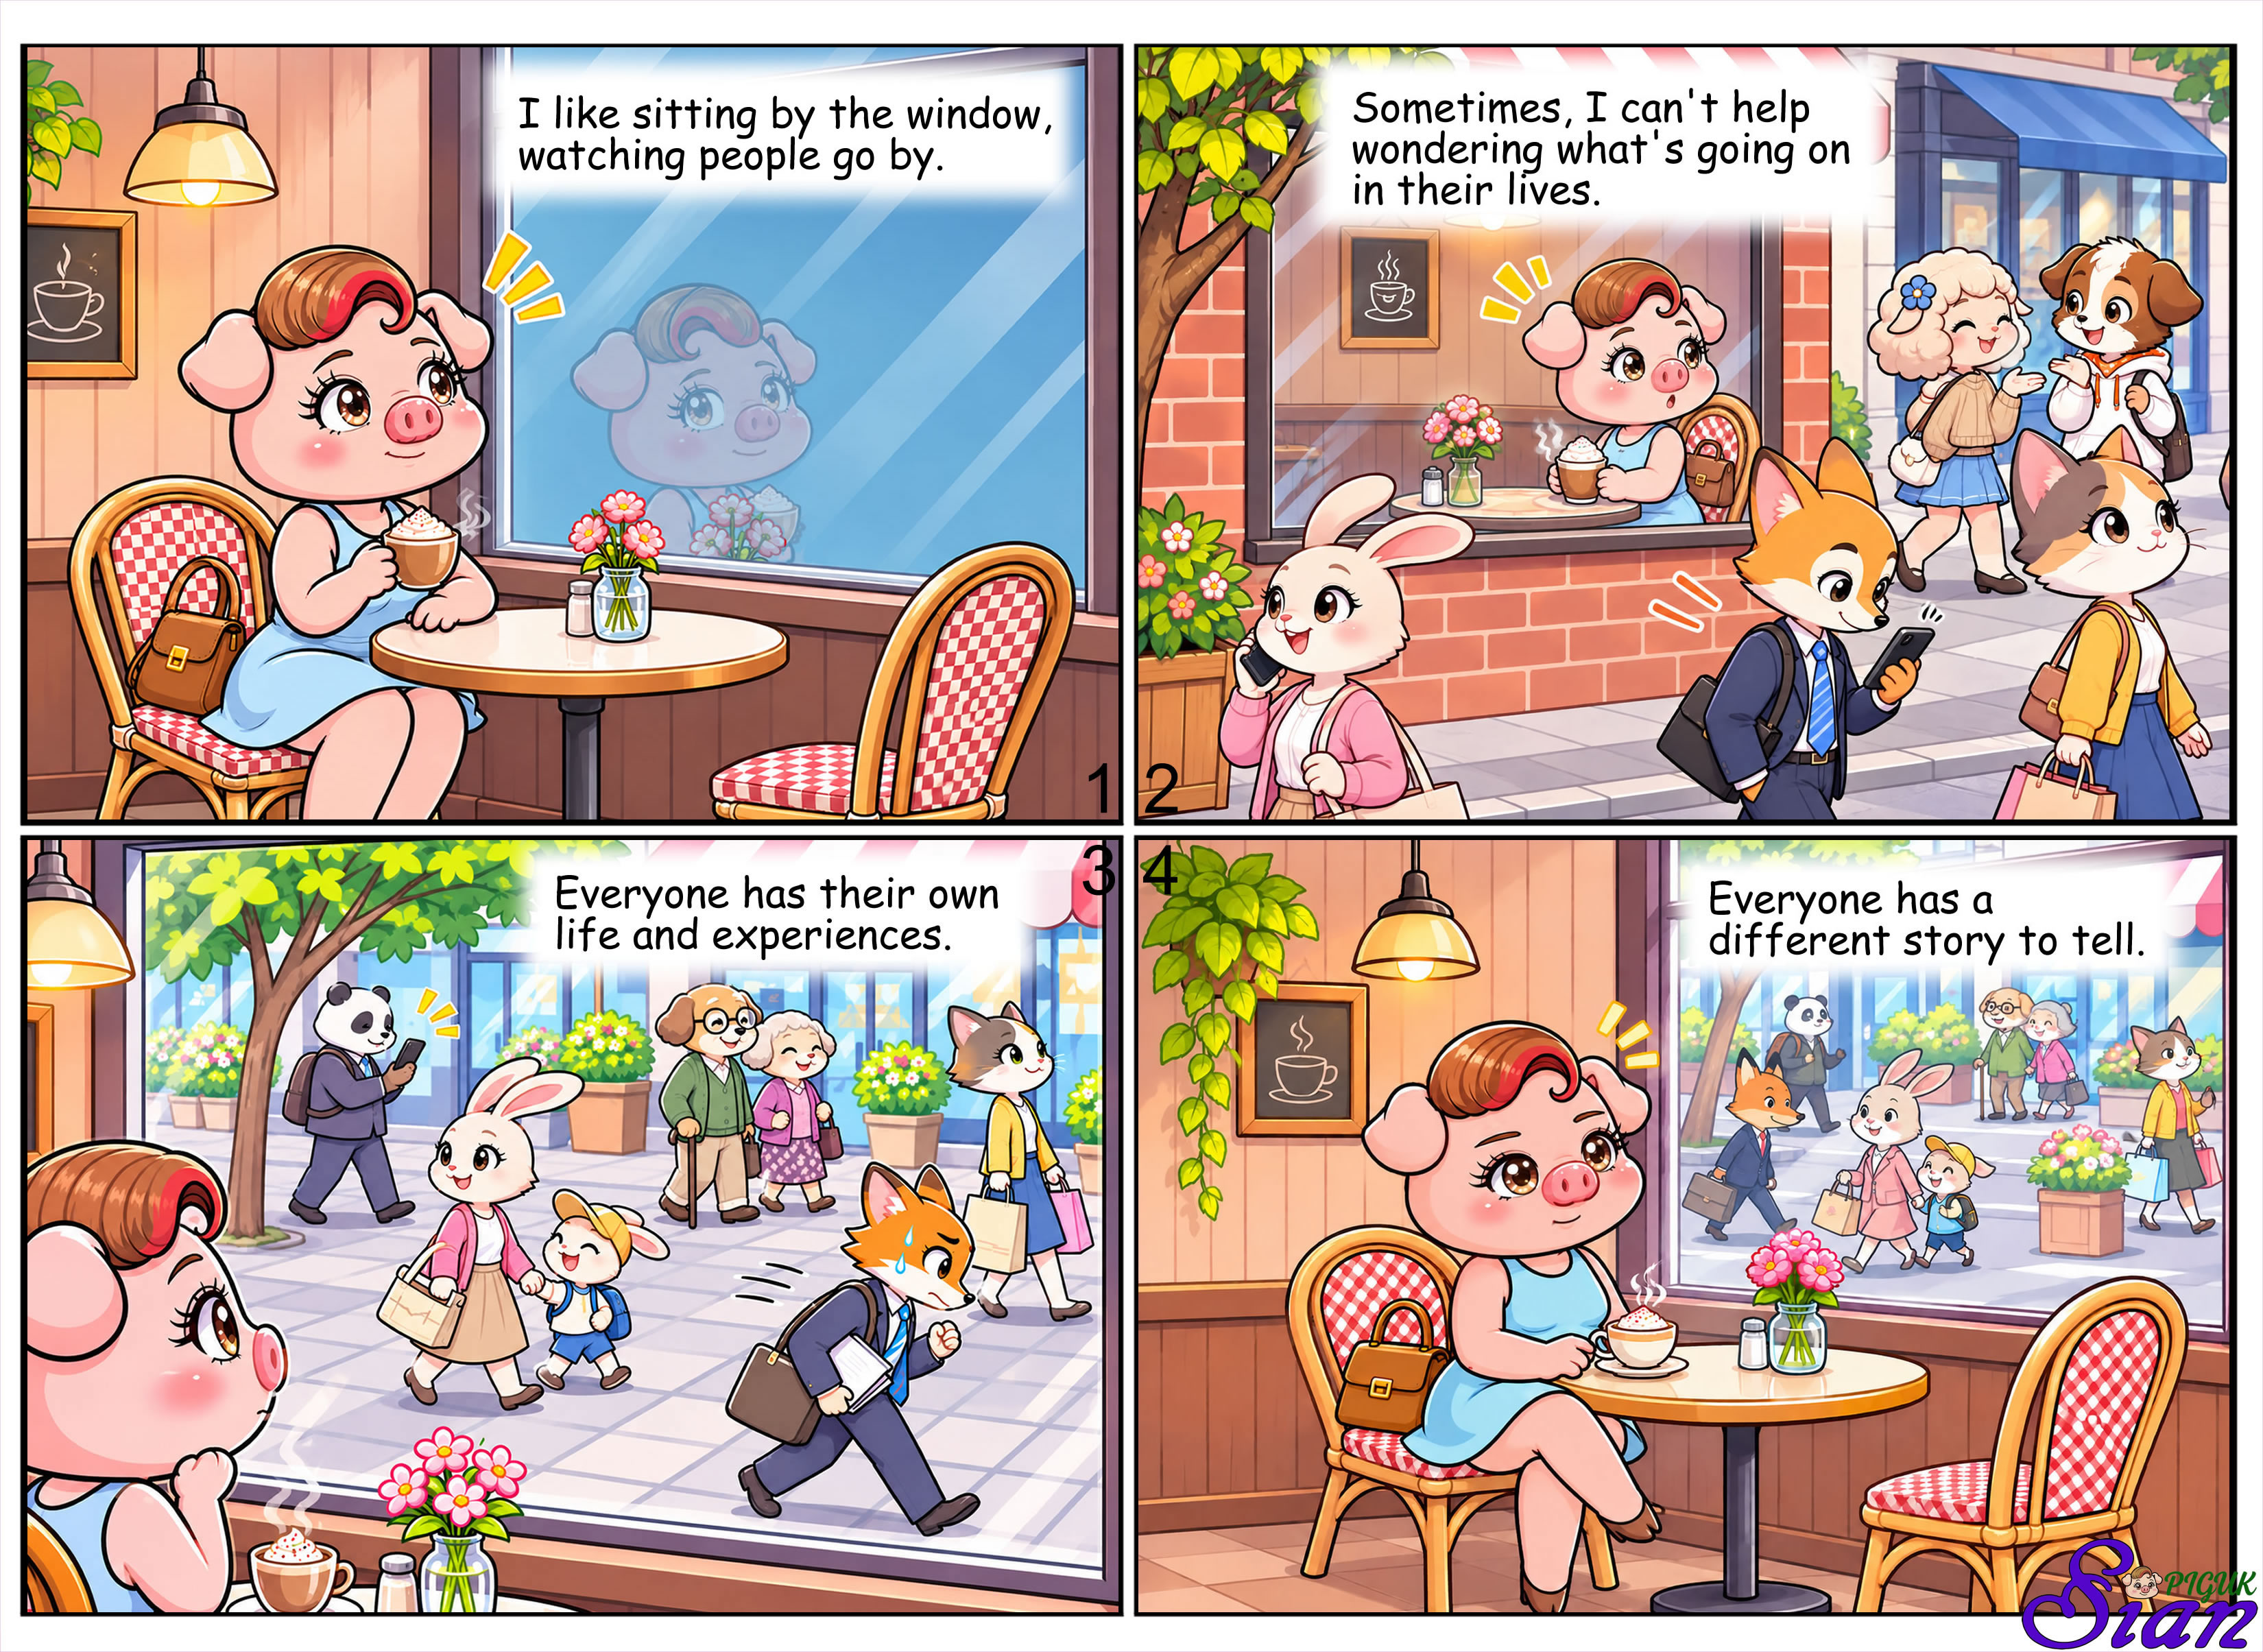 I like sitting by the window,
watching people go by.
1
Sometimes, I can't help
wondering what's going on
in their lives.
2
Everyone has their own
life and experiences.
3
Everyone has a
different story to tell.
4
PIGUK
Sian